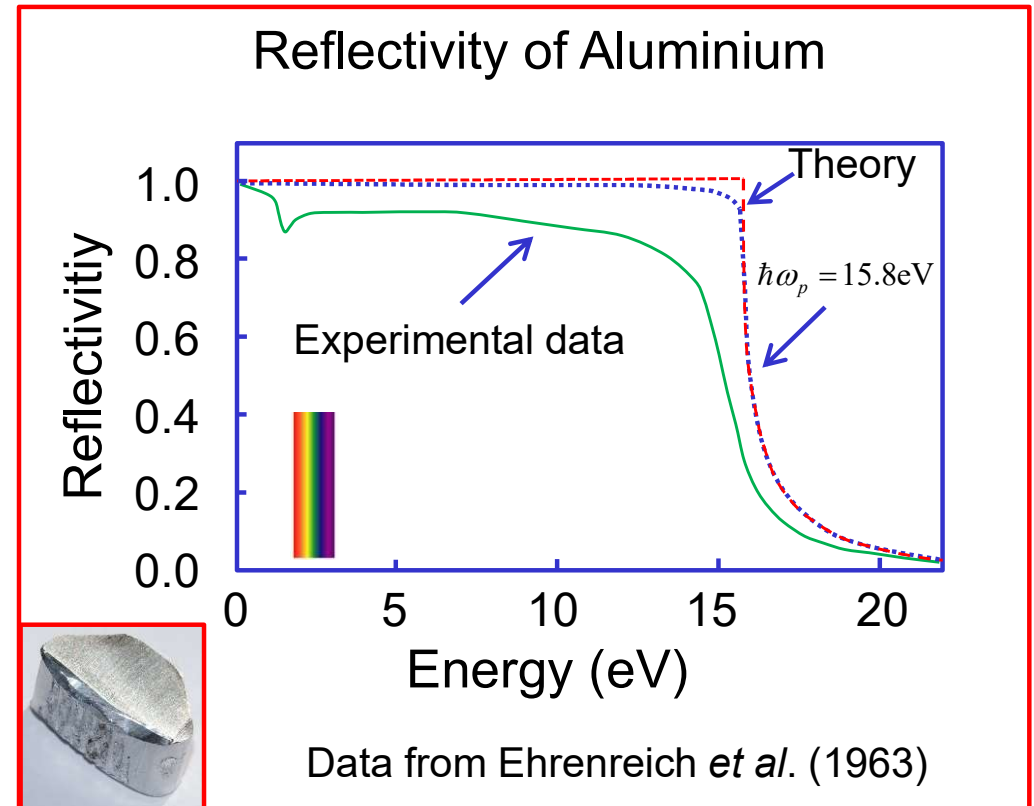 Reflectivity of Aluminium
Theory
ℏω_p = 15.8eV
Experimental data
Reflectivitiy
1.0
0.8
0.6
0.4
0.2
0.0
0 5 10 15 20
Energy (eV)
Data from Ehrenreich et al. (1963)